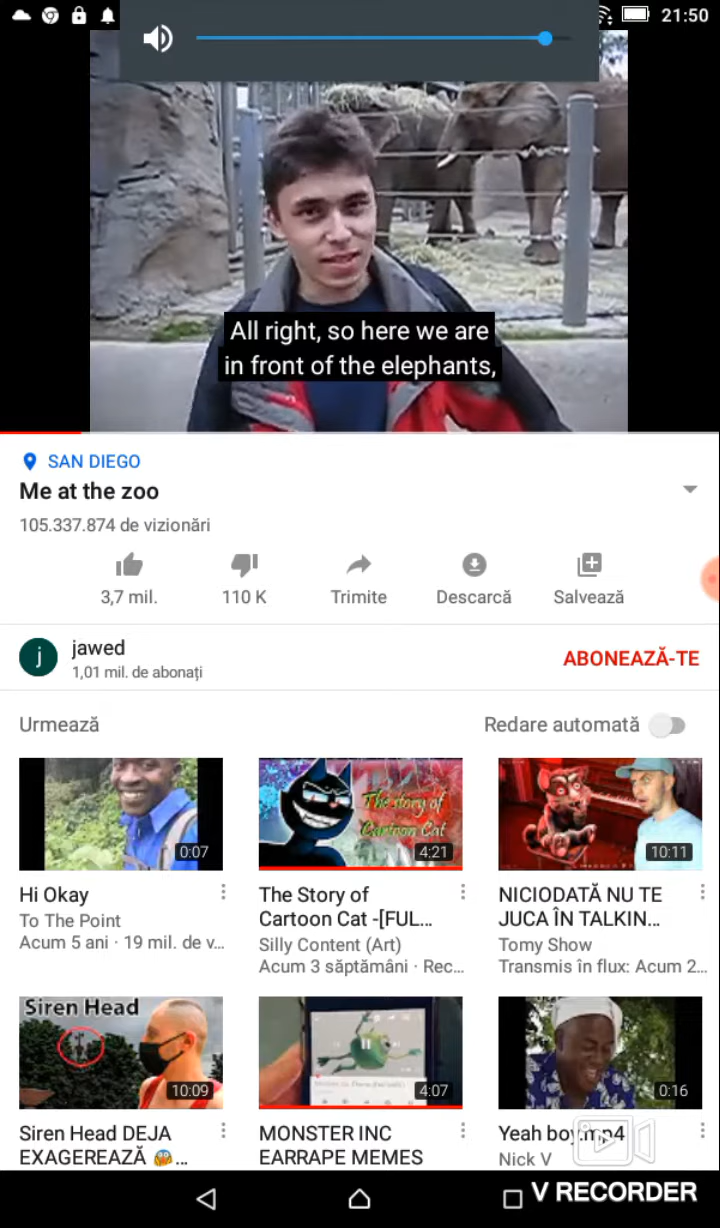 21:50
All right, so here we are
in front of the elephants,
SAN DIEGO
Me at the zoo
105.337.874 de vizionări
3,7 mil.
110 K
Trimite
Descarcă
Salvează
j
jawed
1,01 mil. de abonați
ABONEAZĂ-TE
Urmează
Redare automată
0:07
The story of
Cartoon Cat
4:21
10:11
Hi Okay
To The Point
Acum 5 ani · 19 mil. de v...
The Story of
Cartoon Cat -[FUL...
Silly Content (Art)
Acum 3 săptămâni · Rec...
NICIODATĂ NU TE
JUCA ÎN TALKIN...
Tomy Show
Transmis în flux: Acum 2...
Siren Head
10:09
4:07
0:16
Siren Head DEJA
EXAGEREAZĂ 😱...
MONSTER INC
EARRAPE MEMES
Yeah boy.mp4
Nick V
V RECORDER